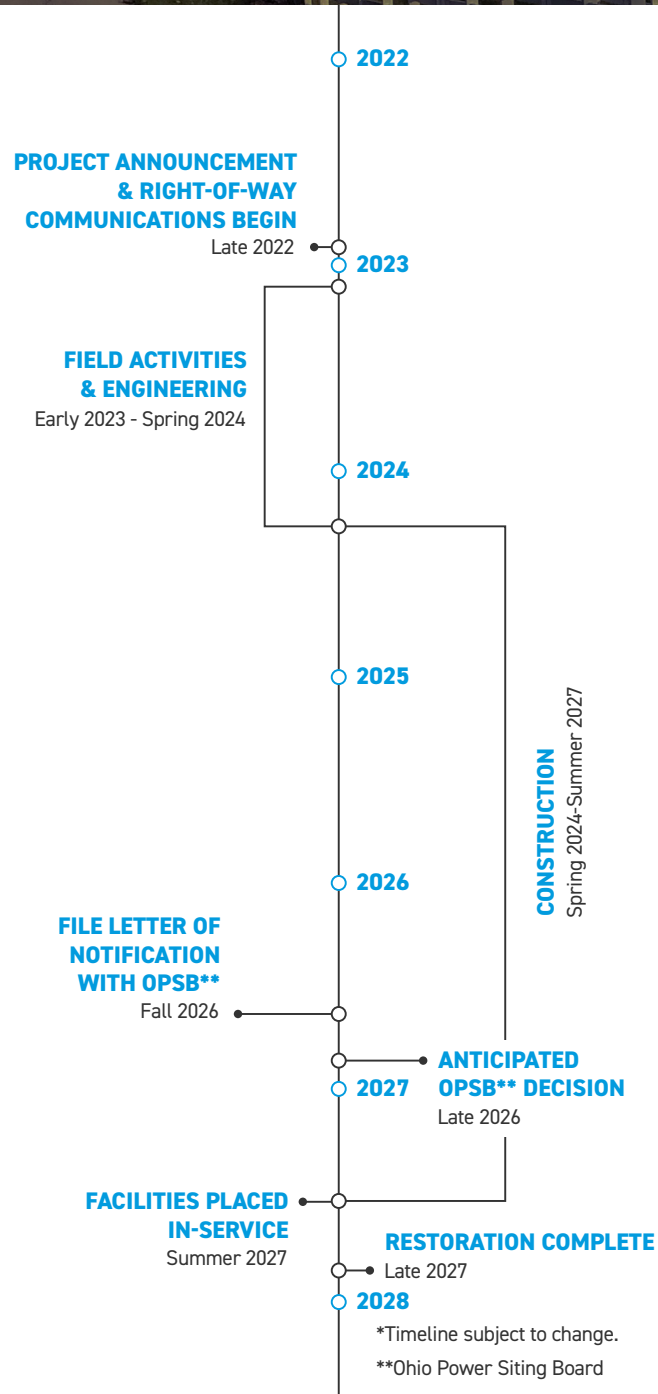 2022
PROJECT ANNOUNCEMENT
& RIGHT-OF-WAY
COMMUNICATIONS BEGIN
Late 2022
2023
FIELD ACTIVITIES
& ENGINEERING
Early 2023 - Spring 2024
2024
2025
CONSTRUCTION
Spring 2024-Summer 2027
2026
FILE LETTER OF
NOTIFICATION
WITH OPSB**
Fall 2026
ANTICIPATED
OPSB** DECISION
Late 2026
2027
FACILITIES PLACED
IN-SERVICE
Summer 2027
RESTORATION COMPLETE
Late 2027
2028
*Timeline subject to change.
**Ohio Power Siting Board